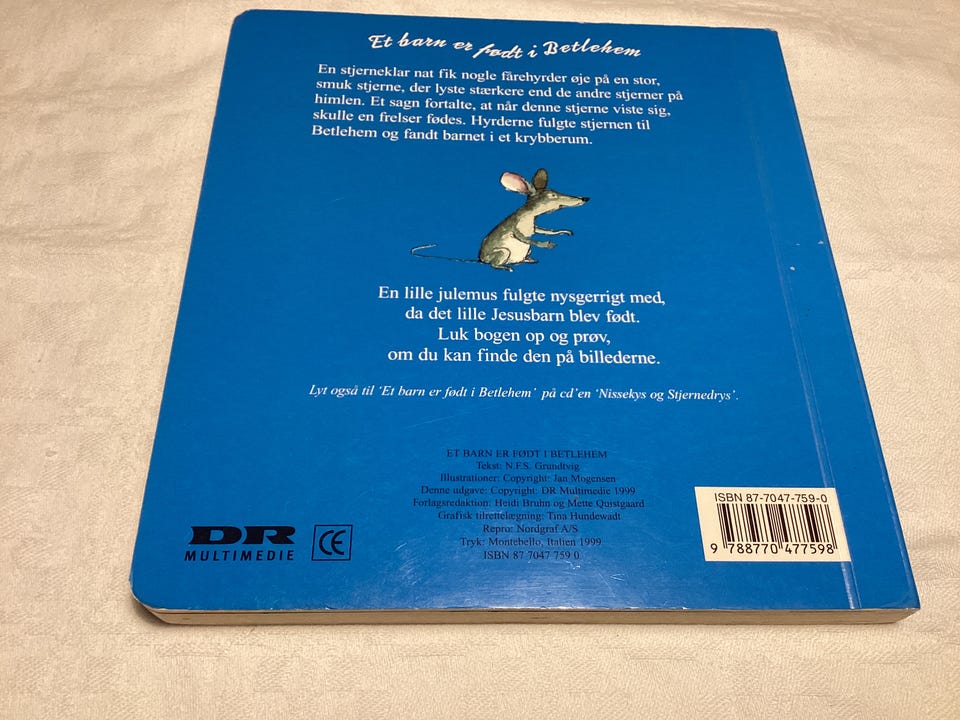 Et barn er født i Betlehem
En stjerneklar nat fik nogle fårehyrder øje på en stor,
smuk stjerne, der lyste stærkere end de andre stjerner på
himlen. Et sagn fortalte, at når denne stjerne viste sig,
skulle en frelser fødes. Hyrderne fulgte stjernen til
Betlehem og fandt barnet i et krybberum.
En lille julemus fulgte nysgerrigt med,
da det lille Jesusbarn blev født.
Luk bogen op og prøv,
om du kan finde den på billederne.
Lyt også til 'Et barn er født i Betlehem' på cd'en 'Nissekys og Stjernedrys'.
ET BARN ER FØDT I BETLEHEM
Tekst: N.F.S. Grundtvig
Illustrationer: Copyright: Jan Mogensen
Denne udgave: Copyright: DR Multimedie 1999
Forlagsredaktion: Heidi Bruhn og Mette Quistgaard
Grafisk tilrettelægning: Tina Hundewadt
Repro: Nordgraf A/S
Tryk: Montebello, Italien 1999
ISBN 87 7047 759 0
DR
MULTIMEDIE
CE
ISBN 87-7047-759-0
9 788770 477598